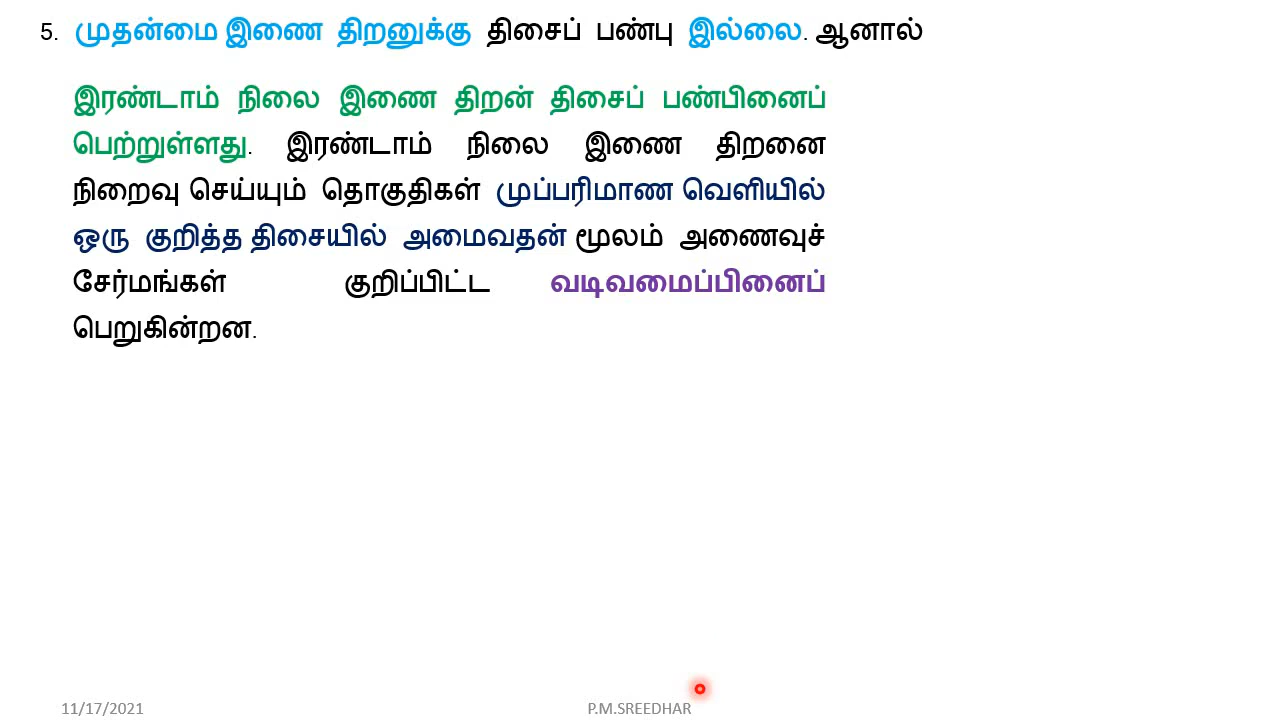 5. முதன்மை இணை திறனுக்கு திசைப் பண்பு இல்லை. ஆனால்
இரண்டாம் நிலை இணை திறன் திசைப் பண்பினைப்
பெற்றுள்ளது. இரண்டாம் நிலை இணை திறனை
நிறைவு செய்யும் தொகுதிகள் முப்பரிமாண வெளியில்
ஒரு குறித்த திசையில் அமைவதன் மூலம் அணைவுச்
சேர்மங்கள் குறிப்பிட்ட வடிவமைப்பினைப்
பெறுகின்றன.
11/17/2021 P.M.SREEDHAR